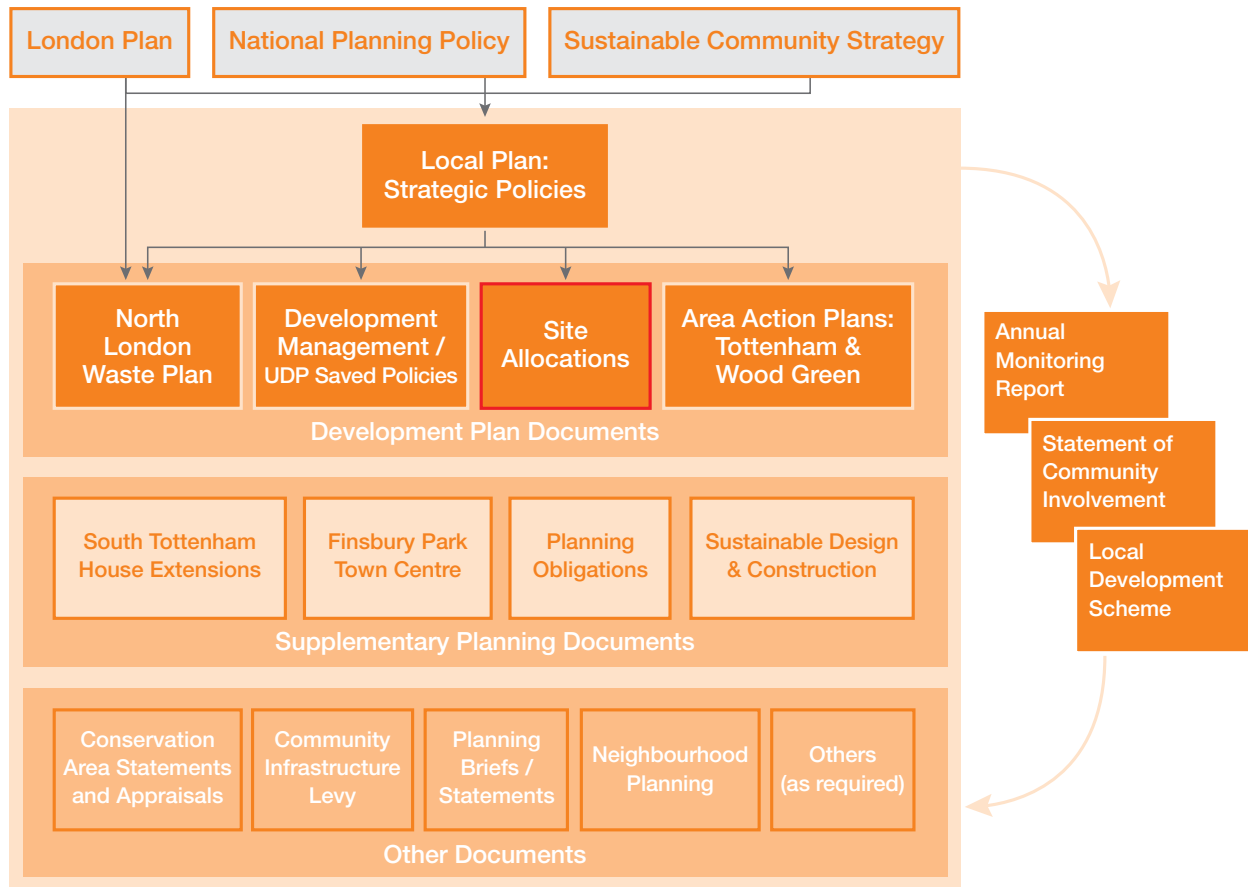 London Plan
National Planning Policy
Sustainable Community Strategy
Local Plan:
Strategic Policies
North
London
Waste Plan
Development
Management /
UDP Saved Policies
Site
Allocations
Area Action Plans:
Tottenham &
Wood Green
Development Plan Documents
South Tottenham
House Extensions
Finsbury Park
Town Centre
Planning
Obligations
Sustainable Design
& Construction
Supplementary Planning Documents
Conservation
Area Statements
and Appraisals
Community
Infrastructure
Levy
Planning
Briefs /
Statements
Neighbourhood
Planning
Others
(as required)
Other Documents
Annual
Monitoring
Report
Statement of
Community
Involvement
Local
Development
Scheme